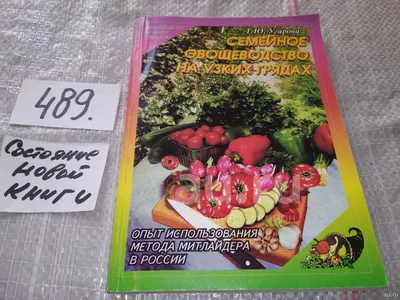 Т.Ю. Угарова
СЕМЕЙНОЕ
ОВОЩЕВОДСТВО
НА УЗКИХ ГРЯДАХ
489.
Состояние
новой
книги
ОПЫТ ИСПОЛЬЗОВАНИЯ
МЕТОДА МИТЛАЙДЕРА
В РОССИИ